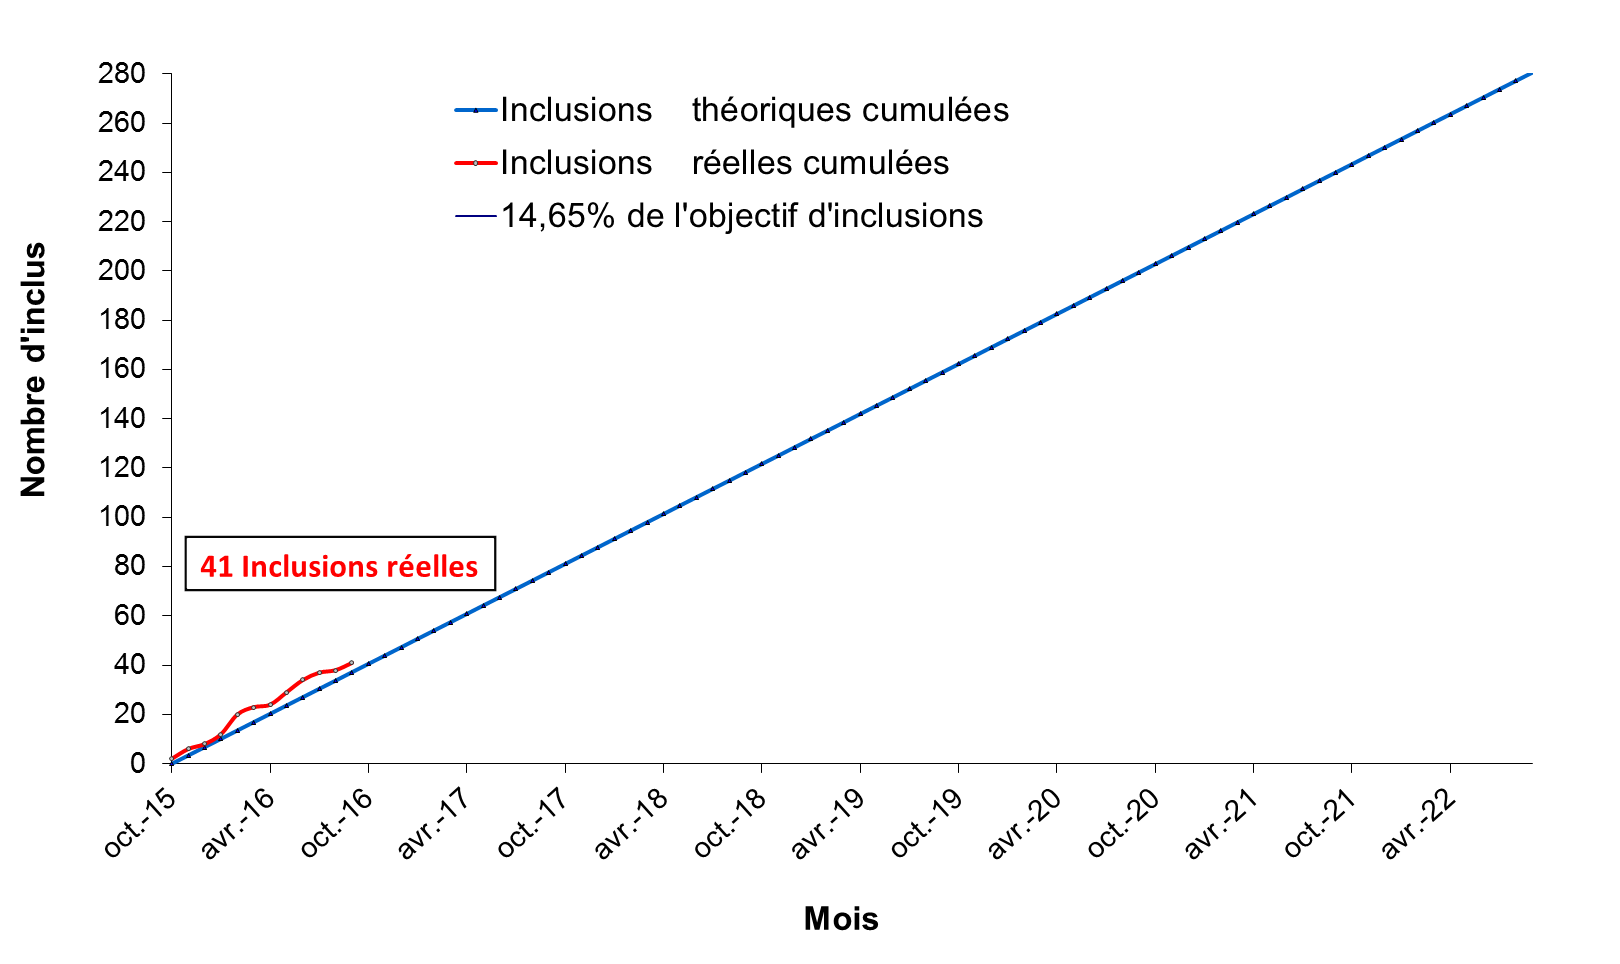 280
260
240
220
200
180
160
140
120
100
80
60
40
20
0
Nombre d'inclus
Inclusions théoriques cumulées
Inclusions réelles cumulées
14,65% de l'objectif d'inclusions
41 Inclusions réelles
oct.-15
avr.-16
oct.-16
avr.-17
oct.-17
avr.-18
oct.-18
avr.-19
oct.-19
avr.-20
oct.-20
avr.-21
oct.-21
avr.-22
Mois